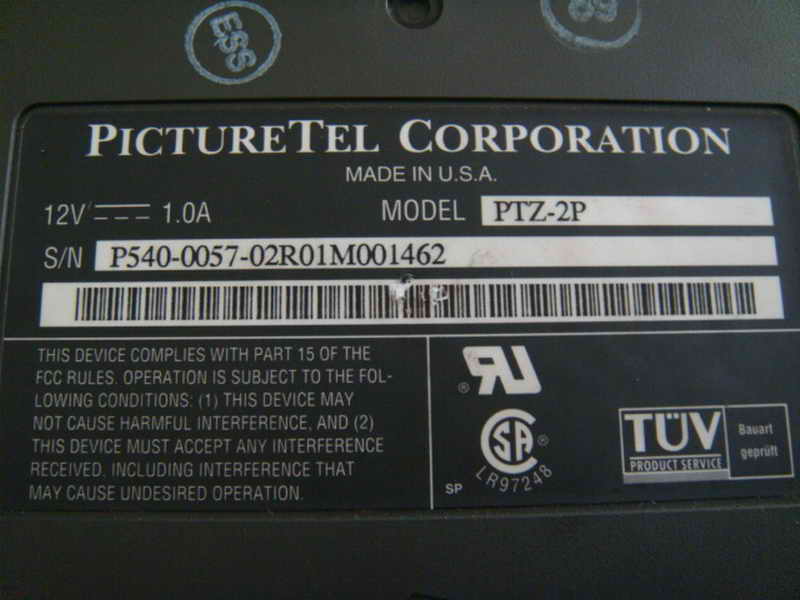 ESS
PICTURETEL CORPORATION
MADE IN U.S.A.
12V 1.0A MODEL PTZ-2P
S/N P540-0057-02R01M001462
THIS DEVICE COMPLIES WITH PART 15 OF THE
FCC RULES. OPERATION IS SUBJECT TO THE FOL-
LOWING CONDITIONS: (1) THIS DEVICE MAY
NOT CAUSE HARMFUL INTERFERENCE, AND (2)
THIS DEVICE MUST ACCEPT ANY INTERFERENCE
RECEIVED. INCLUDING INTERFERENCE THAT
MAY CAUSE UNDESIRED OPERATION.
® RU
SA ®
LR97248
SP
TÜV
PRODUCT SERVICE
Bauart
geprüft